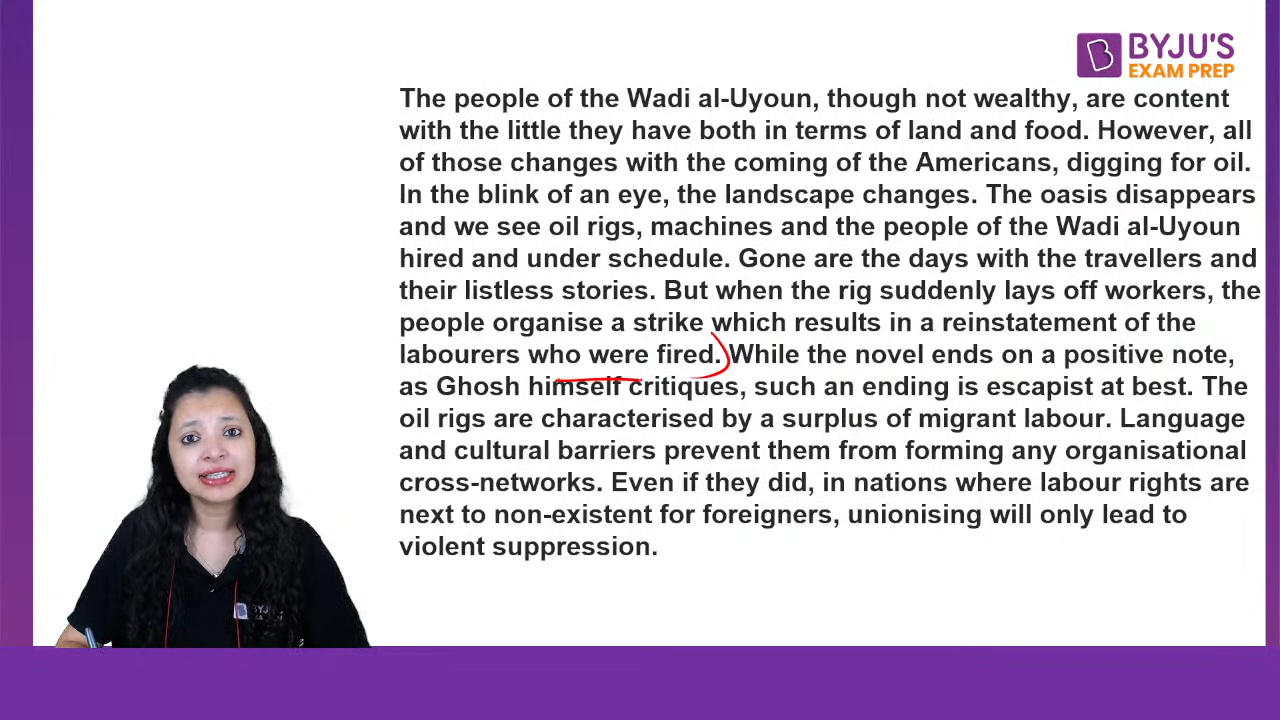 BYJU'S
EXAM PREP
The people of the Wadi al-Uyoun, though not wealthy, are content
with the little they have both in terms of land and food. However, all
of those changes with the coming of the Americans, digging for oil.
In the blink of an eye, the landscape changes. The oasis disappears
and we see oil rigs, machines and the people of the Wadi al-Uyoun
hired and under schedule. Gone are the days with the travellers and
their listless stories. But when the rig suddenly lays off workers, the
people organise a strike which results in a reinstatement of the
labourers who were fired. While the novel ends on a positive note,
as Ghosh himself critiques, such an ending is escapist at best. The
oil rigs are characterised by a surplus of migrant labour. Language
and cultural barriers prevent them from forming any organisational
cross-networks. Even if they did, in nations where labour rights are
next to non-existent for foreigners, unionising will only lead to
violent suppression.